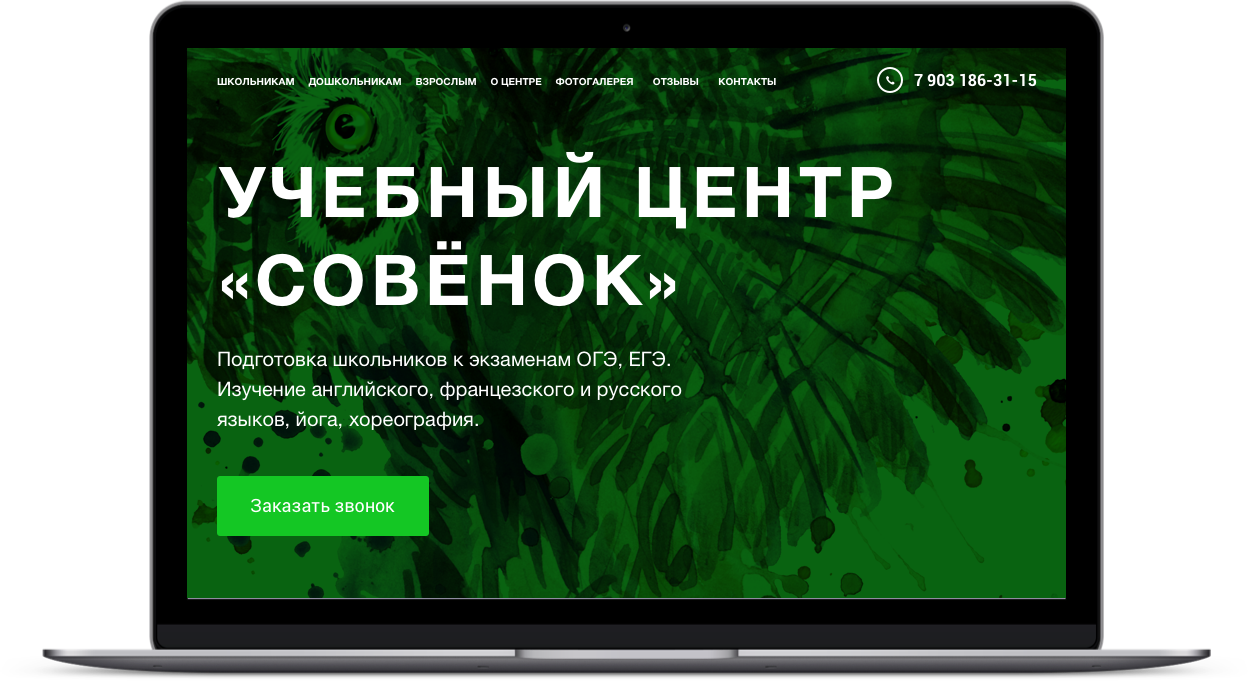 ШКОЛЬНИКАМ ДОШКОЛЬНИКАМ ВЗРОСЛЫМ О ЦЕНТРЕ ФОТОГАЛЕРЕЯ ОТЗЫВЫ КОНТАКТЫ 7 903 186-31-15
УЧЕБНЫЙ ЦЕНТР
«СОВЁНОК»
Подготовка школьников к экзаменам ОГЭ, ЕГЭ.
Изучение английского, французского и русского
языков, йога, хореография.
Заказать звонок